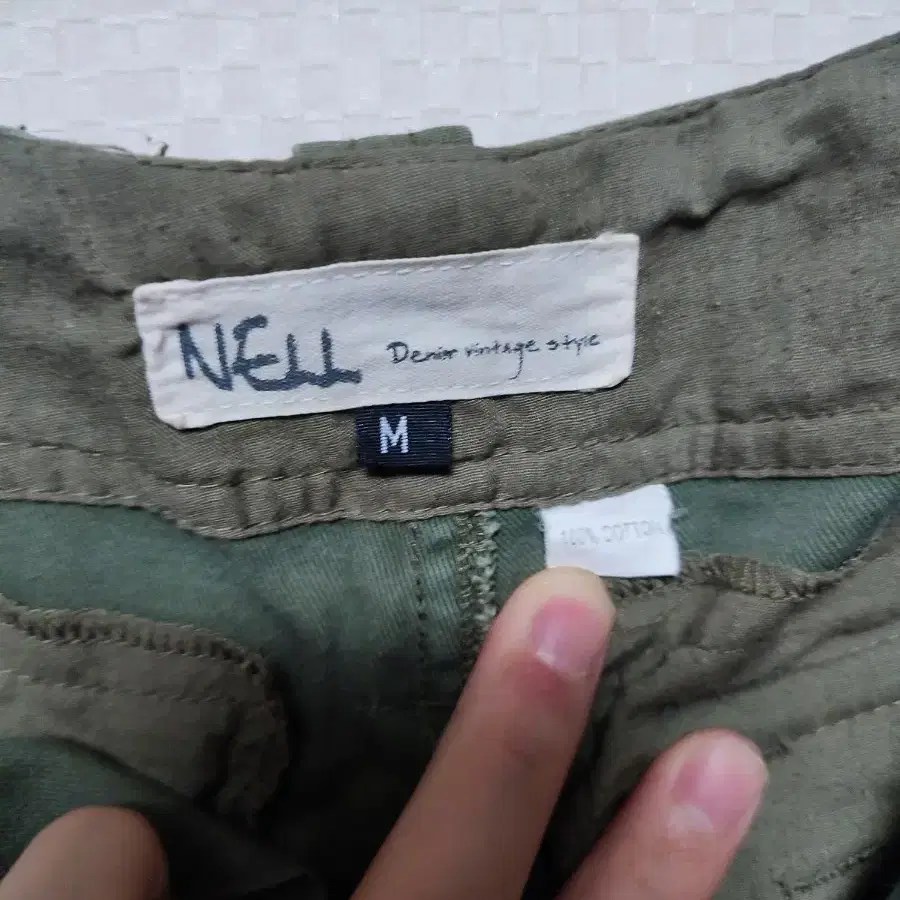 NELL Denim vintage style
M
100% COTTON